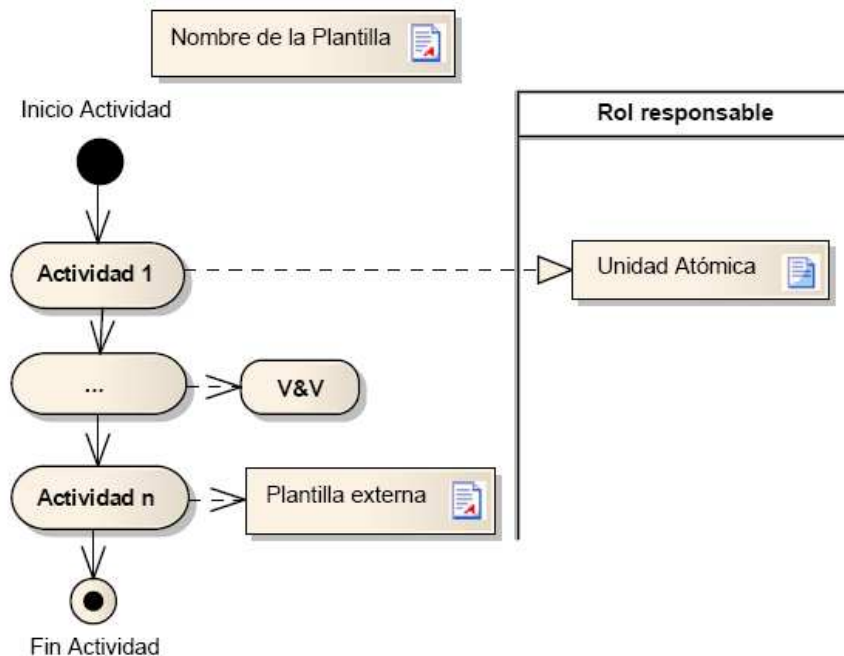 Nombre de la Plantilla
Inicio Actividad
Rol responsable
Actividad 1
Unidad Atómica
...
V&V
Actividad n
Plantilla externa
Fin Actividad